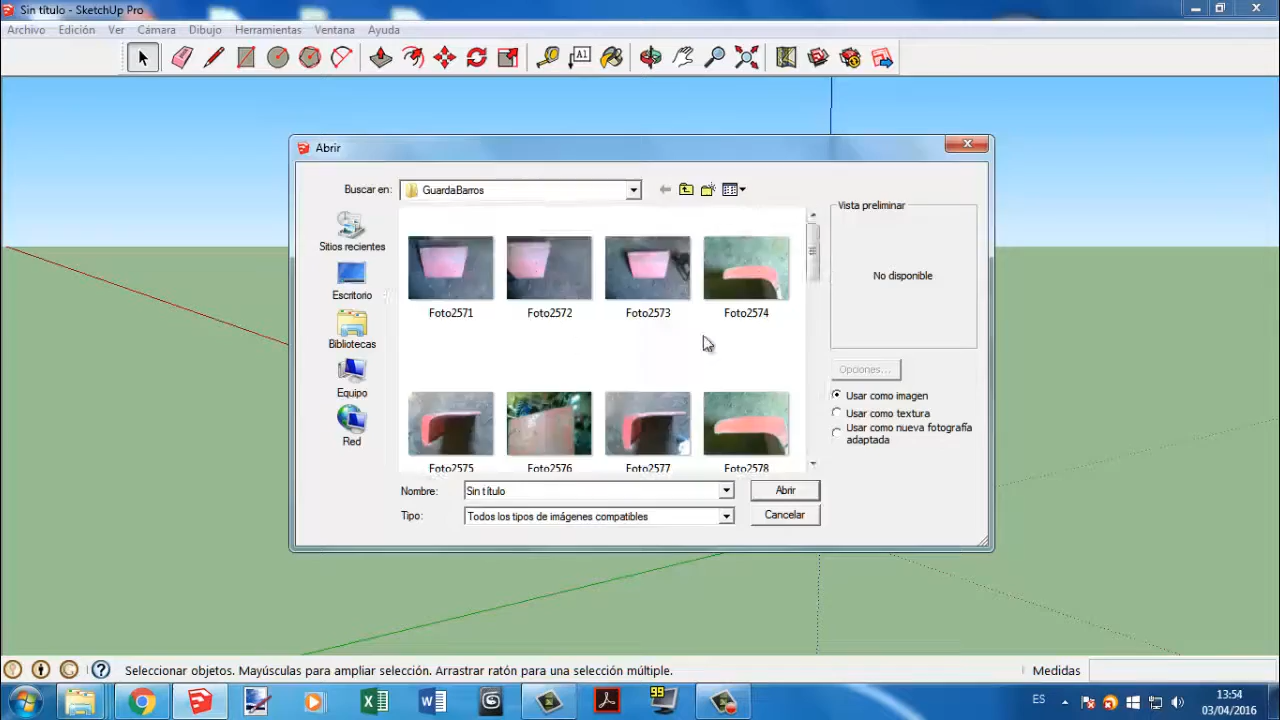 Sin título - SketchUp Pro
Archivo Edición Ver Cámara Dibujo Herramientas Ventana Ayuda
A1
Abrir
Buscar en: GuardaBarros
Vista preliminar
No disponible
Sitios recientes
Escritorio
Bibliotecas
Equipo
Red
Foto2571 Foto2572 Foto2573 Foto2574
Foto2575 Foto2576 Foto2577 Foto2578
Opciones...
Usar como imagen
Usar como textura
Usar como nueva fotografía
adaptada
Nombre: Sin título Abrir
Tipo: Todos los tipos de imágenes compatibles Cancelar
Seleccionar objetos. Mayúsculas para ampliar selección. Arrastrar ratón para una selección múltiple. Medidas
99
ES
13:54
03/04/2016